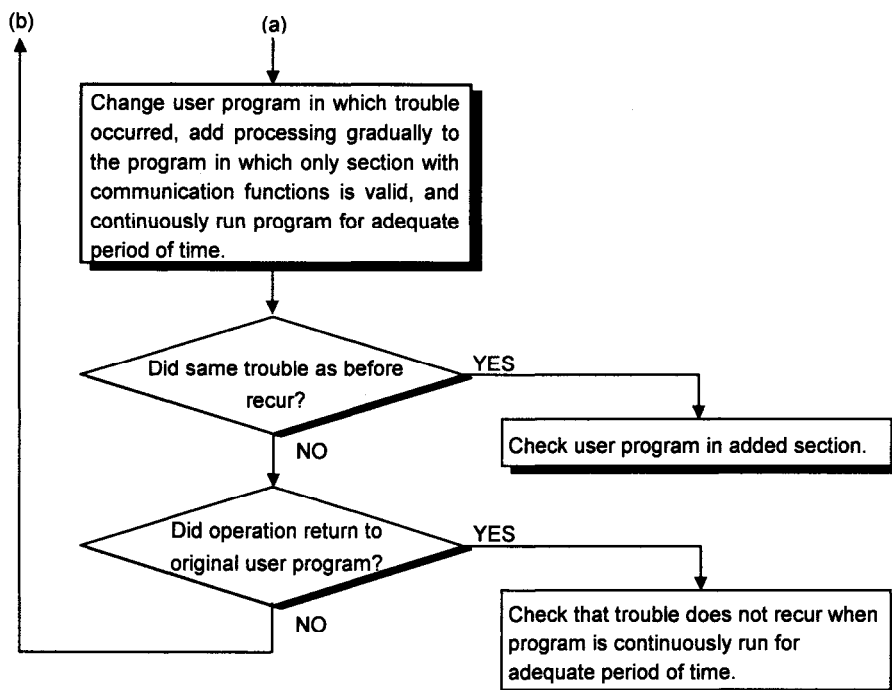 (b)
(a)
Change user program in which trouble
occurred, add processing gradually to
the program in which only section with
communication functions is valid, and
continuously run program for adequate
period of time.
Did same trouble as before
recur?
YES
Check user program in added section.
NO
Did operation return to
original user program?
YES
Check that trouble does not recur when
program is continuously run for
adequate period of time.
NO